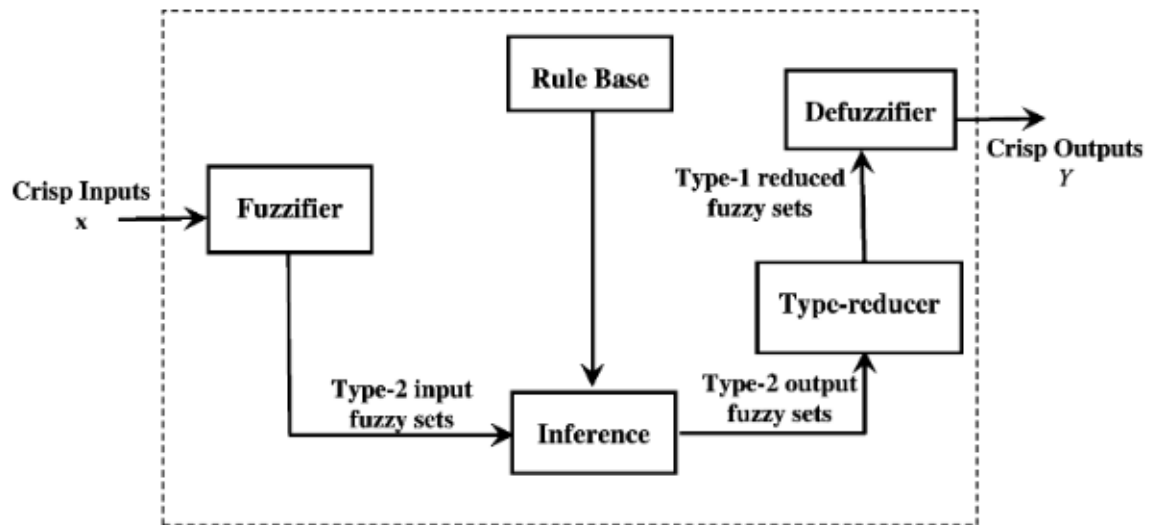 Rule Base
Defuzzifier
Crisp Outputs
Y
Type-1 reduced
fuzzy sets
Crisp Inputs
x
Fuzzifier
Type-reducer
Type-2 input
fuzzy sets
Inference
Type-2 output
fuzzy sets